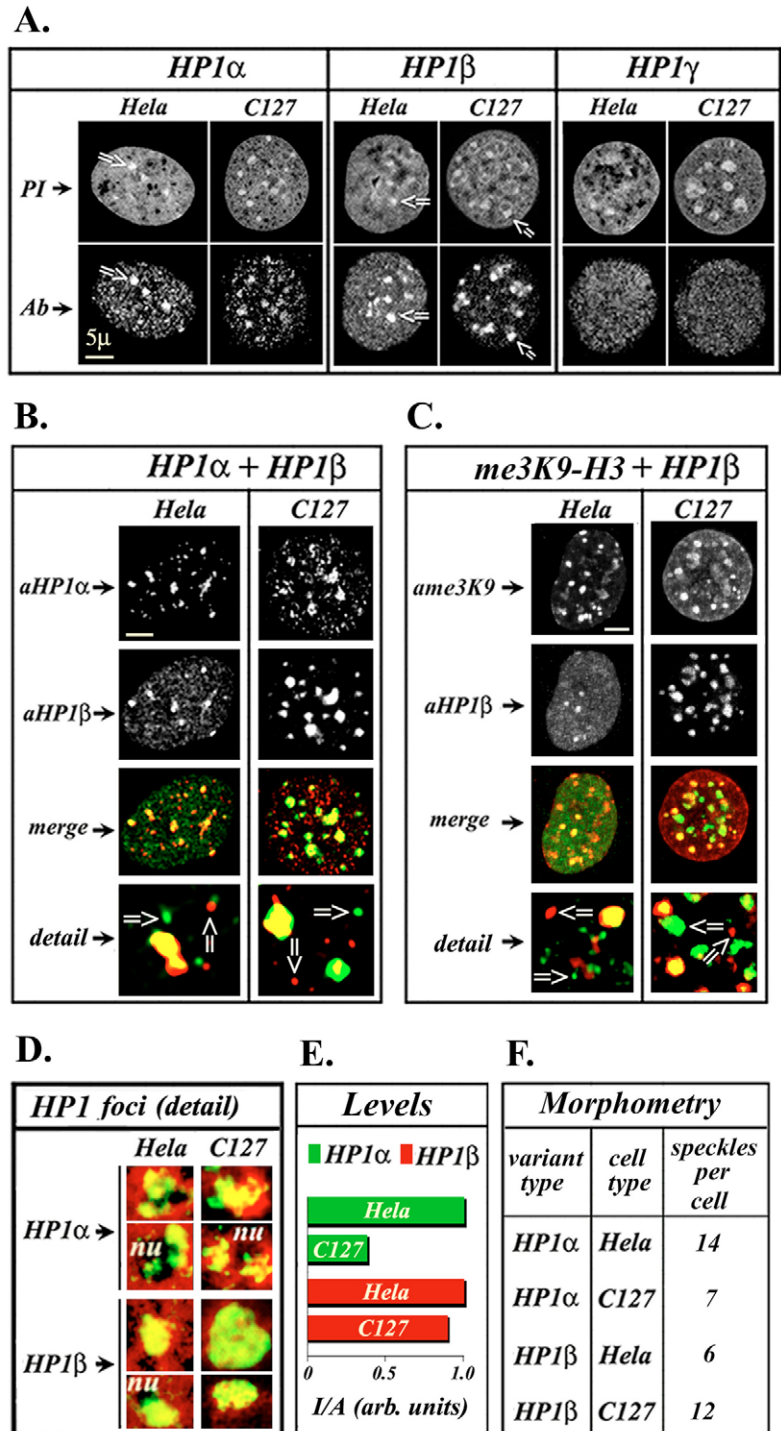 A.
HP1α HP1β HP1γ
Hela C127 Hela C127 Hela C127
PI
Ab
5μ
B.
HP1α + HP1β
Hela C127
aHP1α
aHP1β
merge
detail
C.
me3K9-H3 + HP1β
Hela C127
ame3K9
aHP1β
merge
detail
D.
HP1 foci (detail)
Hela C127
HP1α
nu nu
HP1β
nu
E.
Levels
HP1α HP1β
Hela
C127
Hela
C127
0 1.0
I/A (arb. units)
F.
Morphometry
variant type cell type speckles per cell
HP1α Hela 14
HP1α C127 7
HP1β Hela 6
HP1β C127 12